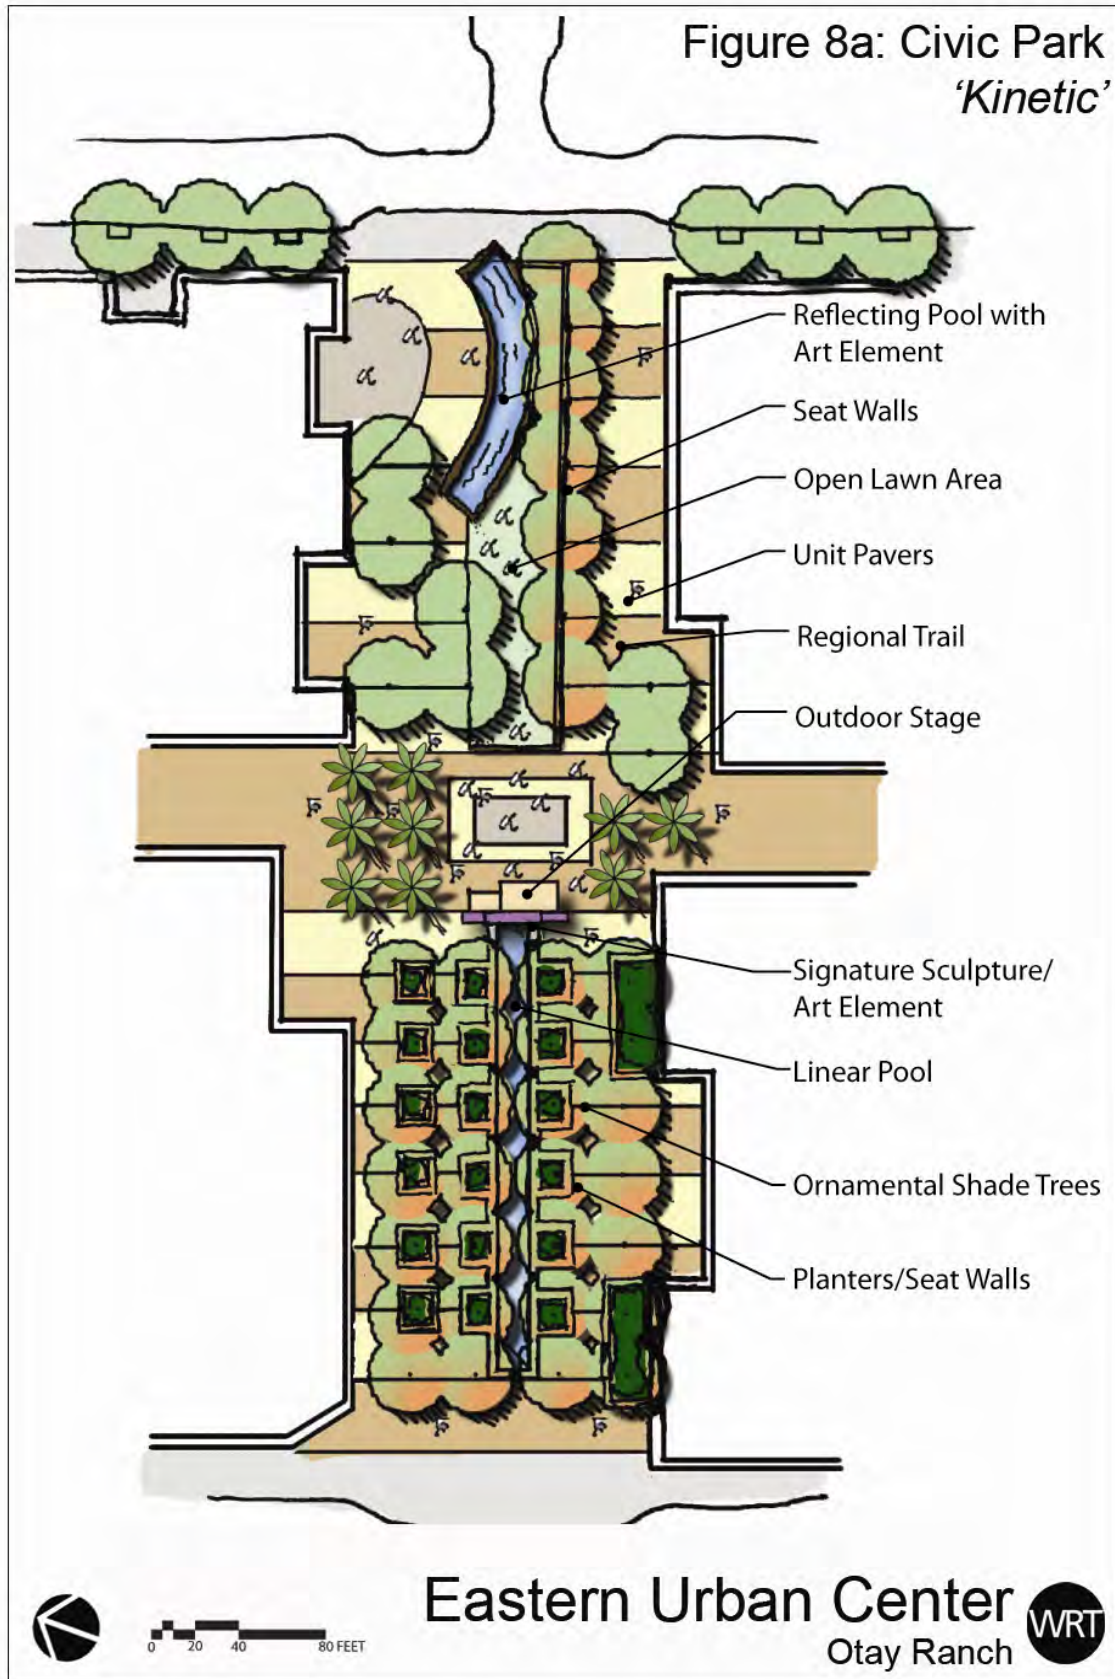 Figure 8a: Civic Park
'Kinetic'
Reflecting Pool with
Art Element
Seat Walls
Open Lawn Area
Unit Pavers
Regional Trail
Outdoor Stage
Signature Sculpture/
Art Element
Linear Pool
Ornamental Shade Trees
Planters/Seat Walls
0 20 40 80 FEET
Eastern Urban Center
Otay Ranch
WRT